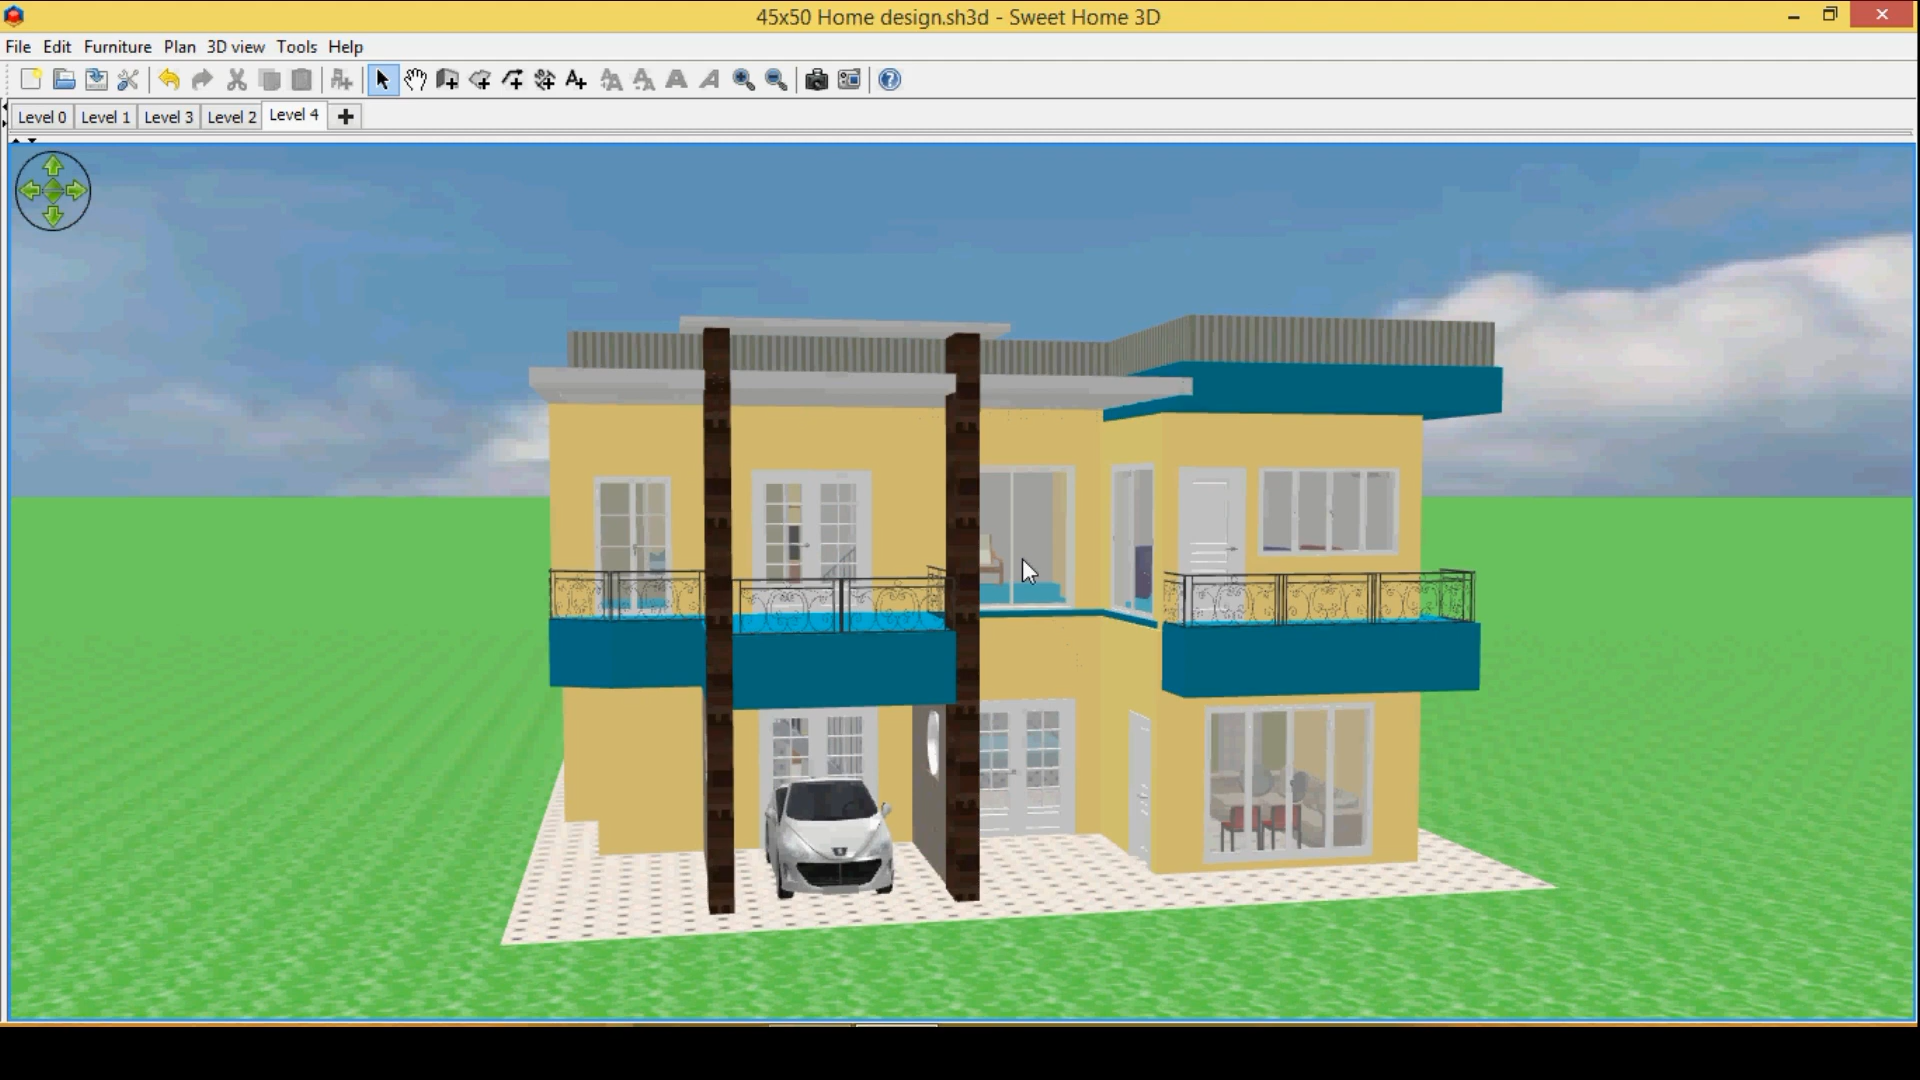 45x50 Home design.sh3d - Sweet Home 3D
File Edit Furniture Plan 3D view Tools Help
Level 0 Level 1 Level 3 Level 2 Level 4